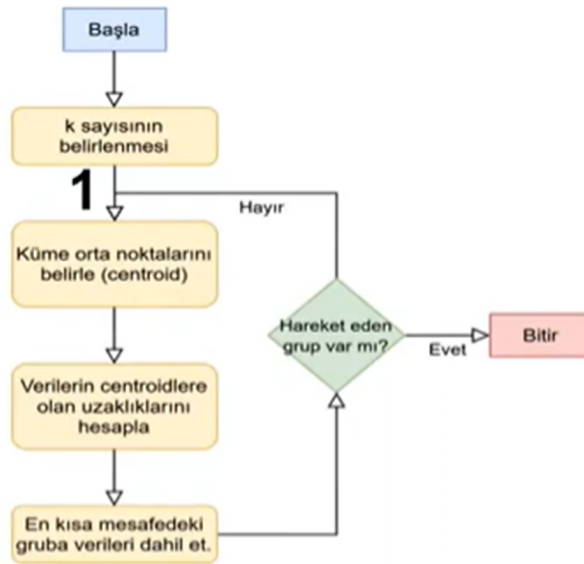 Başla
k sayısının
belirlenmesi
1
Hayır
Küme orta noktalarını
belirle (centroid)
Hareket eden
grup var mı?
Evet
Bitir
Verilerin centroidlere
olan uzaklıklarını
hesapla
En kısa mesafedeki
gruba verileri dahil et.